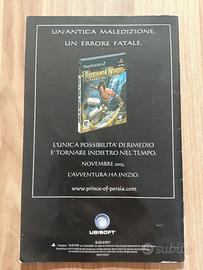 UN'ANTICA MALEDIZIONE.
UN ERRORE FATALE.
PlayStation 2
Prince of Persia
L'UNICA POSSIBILITA' DI RIMEDIO
E' TORNARE INDIETRO NEL TEMPO.
NOVEMBRE 2003.
L'AVVENTURA HA INIZIO.
www.prince-of-persia.com
UBISOFT
subito